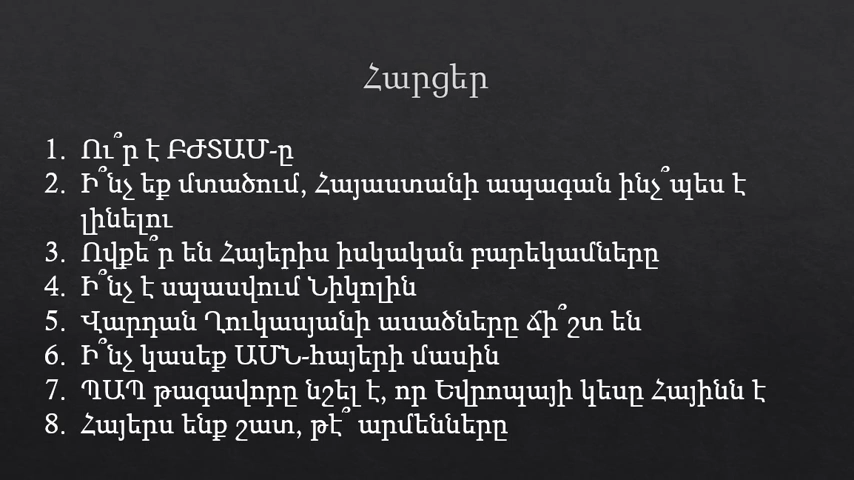 Հարցեր
1. Ու՞ր է ԲԺՏԱՄ-ը
2. Ի՞նչ եք մտածում, Հայաստանի ապագան ինչ՞պես է
լինելու
3. Ովքե՞ր են Հայերիս իսկական բարեկամները
4. Ի՞նչ է սպասվում Նիկոլին
5. Վարդան Ղուկասյանի ասածները ճի՞շտ են
6. Ի՞նչ կասեք ԱՄՆ-հայերի մասին
7. ՊԱՊ թագավորը նշել է, որ Եվրոպայի կեսը Հայինն է
8. Հայերս ենք շատ, թէ՞ արմենները